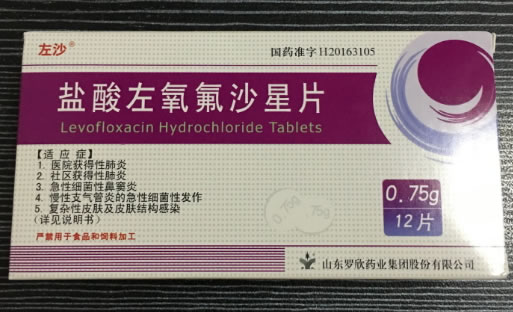 左沙®
国药准字H20163105
盐酸左氧氟沙星片
Levofloxacin Hydrochloride Tablets
【适 应 症】
1. 医院获得性肺炎
2. 社区获得性肺炎
3. 急性细菌性鼻窦炎
4. 慢性支气管炎的急性细菌性发作
5. 复杂性皮肤及皮肤结构感染
(详见说明书)
严禁用于食品和饲料加工
0.75g
.75g
0.75g
12片
山东罗欣药业集团股份有限公司